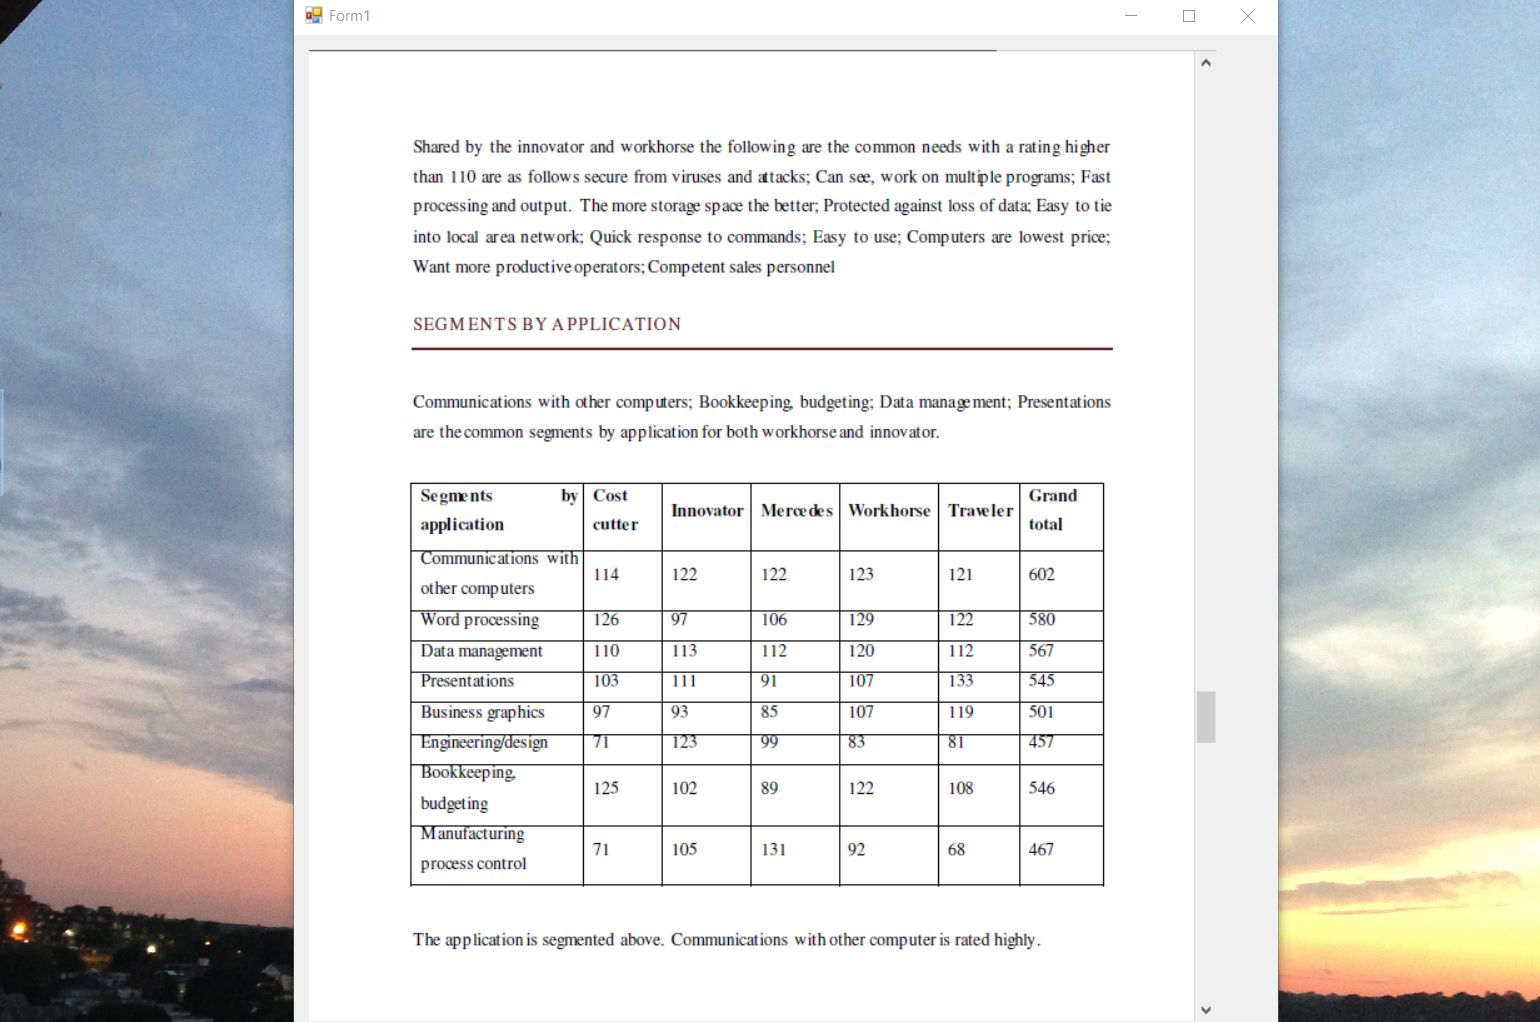 Form1
Shared by the innovator and workhorse the following are the common needs with a rating higher
than 110 are as follows secure from viruses and attacks; Can see, work on multiple programs; Fast
processing and output. The more storage space the better; Protected against loss of data; Easy to tie
into local area network; Quick response to commands; Easy to use; Computers are lowest price;
Want more productive operators; Competent sales personnel
SEGMENTS BY APPLICATION
Communications with other computers; Bookkeeping, budgeting; Data management; Presentations
are the common segments by application for both workhorse and innovator.
Segments by application Cost cutter Innovator Mercedes Workhorse Traveler Grand total
Communications with other computers 114 122 122 123 121 602
Word processing 126 97 106 129 122 580
Data management 110 113 112 120 112 567
Presentations 103 111 91 107 133 545
Business graphics 97 93 85 107 119 501
Engineering/design 71 123 99 83 81 457
Bookkeeping, budgeting 125 102 89 122 108 546
Manufacturing process control 71 105 131 92 68 467
The application is segmented above. Communications with other computer is rated highly.